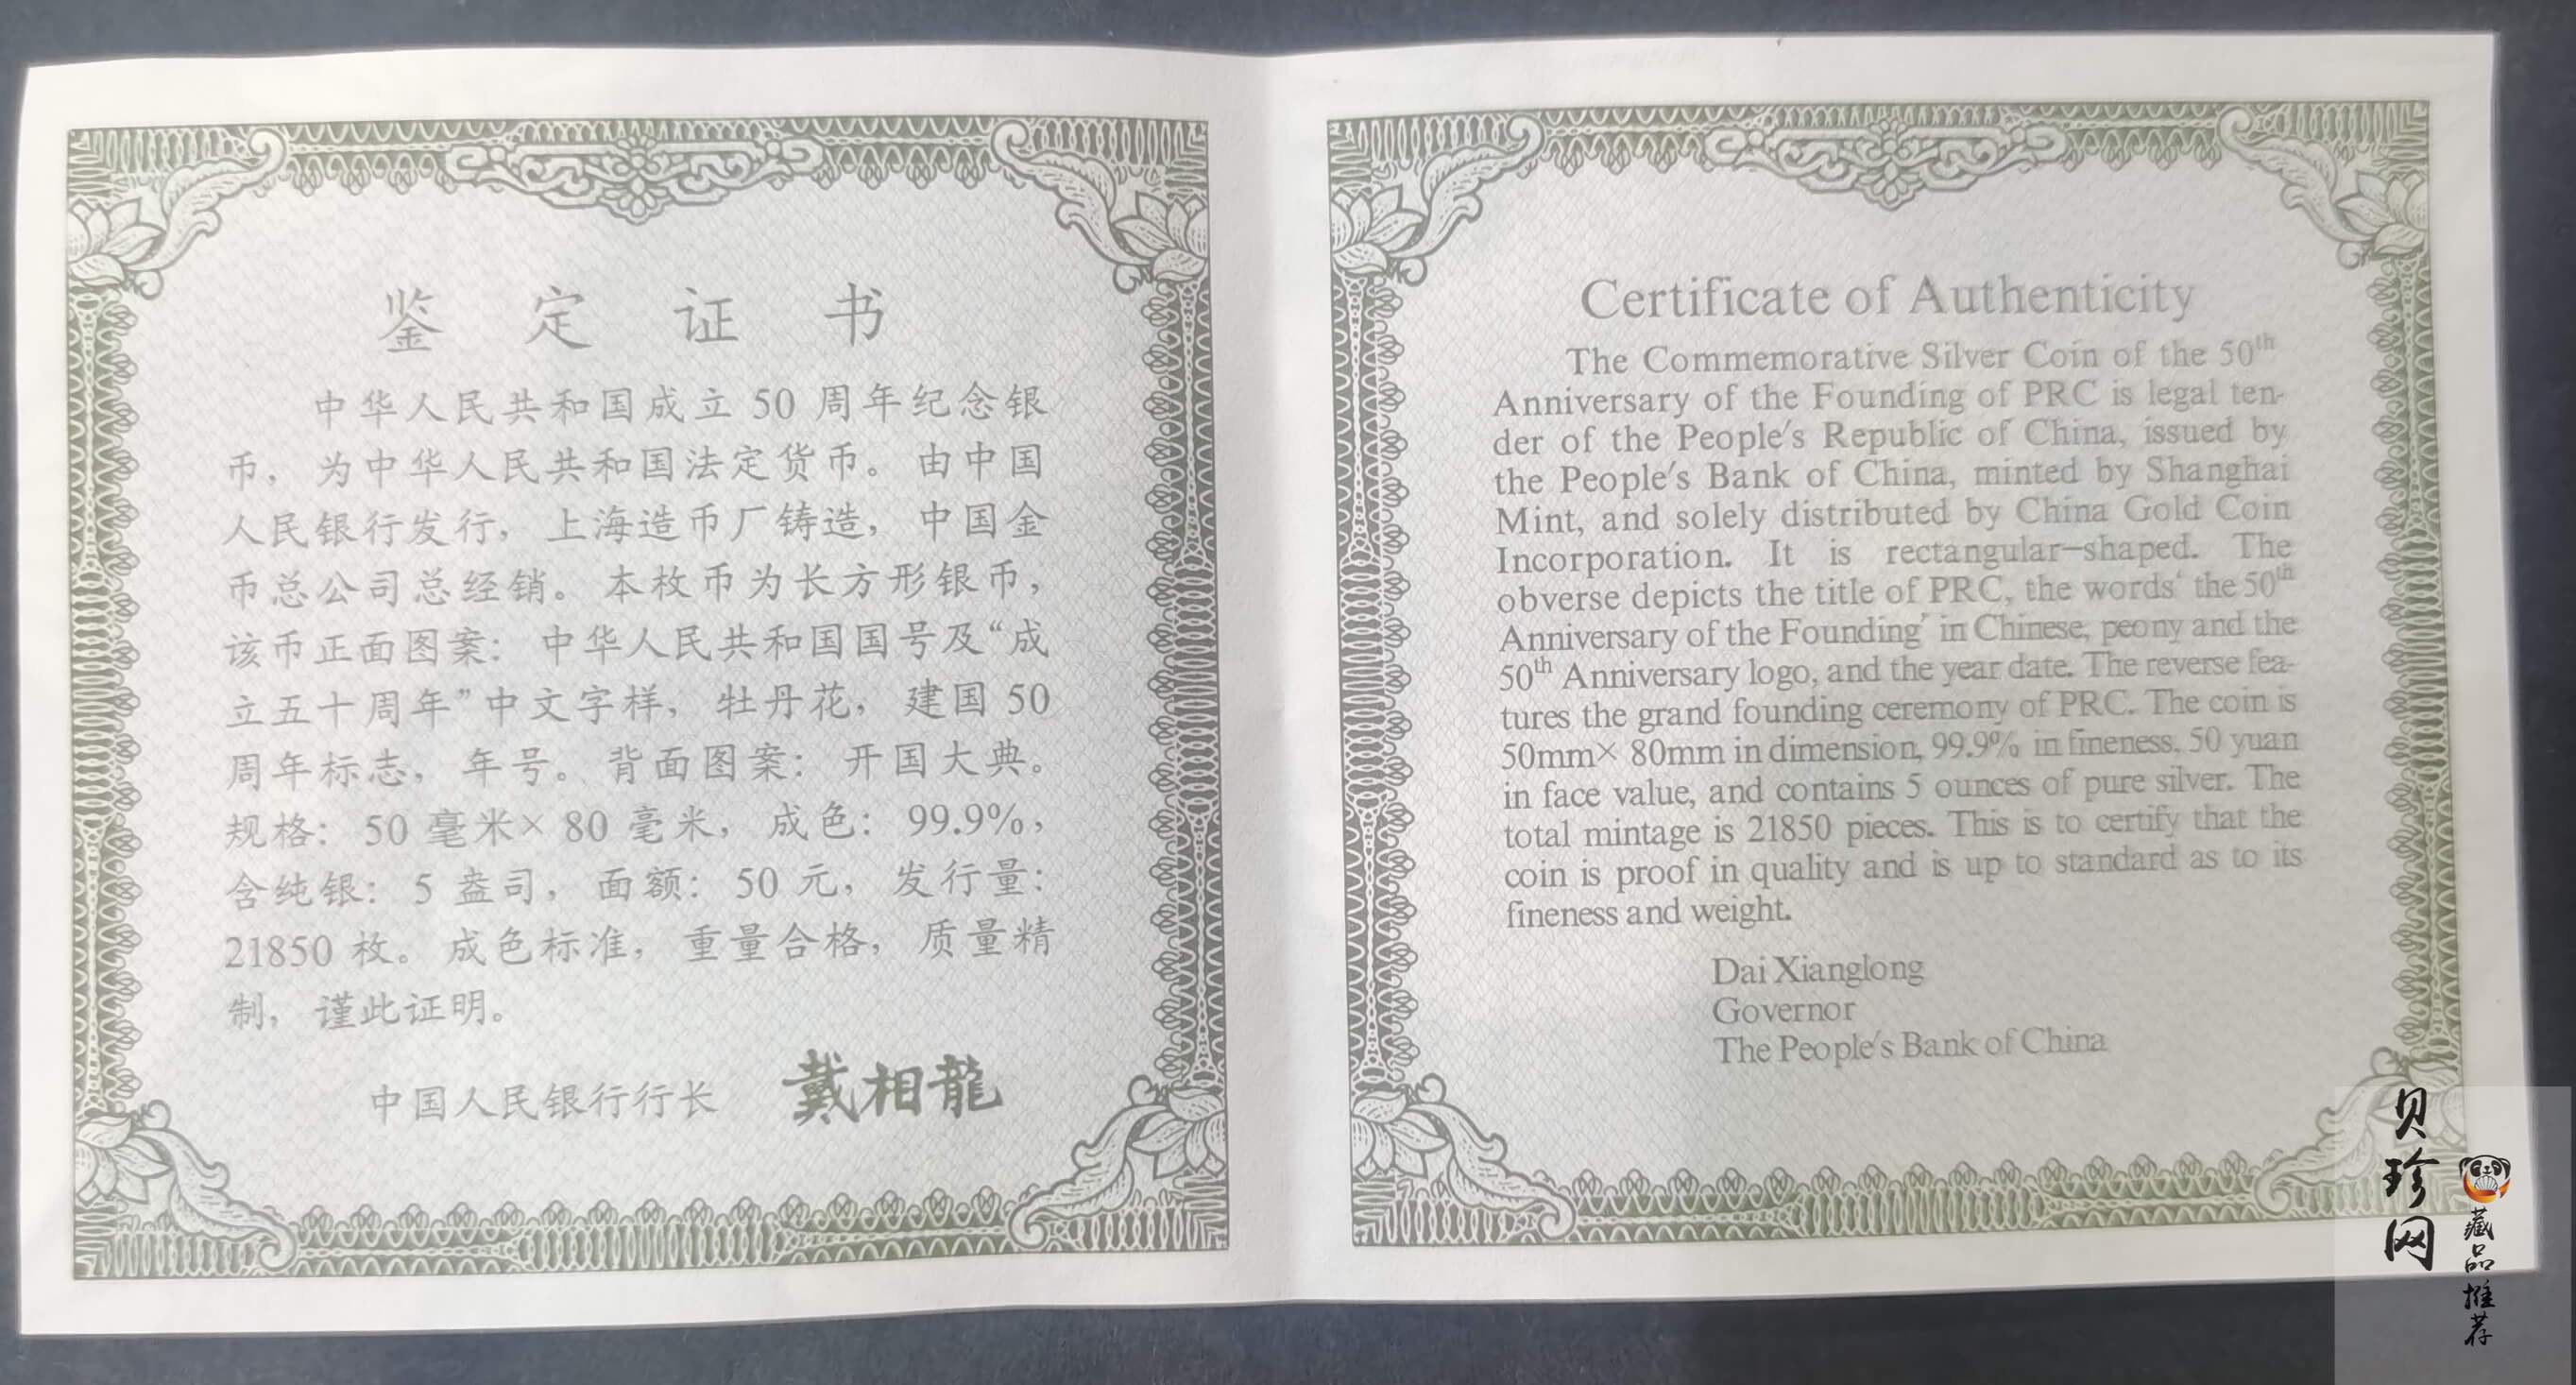 鉴定证书
中华人民共和国成立 50 周年纪念银
币，为中华人民共和国法定货币。由中国
人民银行发行，上海造币厂铸造，中国金
币总公司总经销。本枚币为长方形银币，
该币正面图案：中华人民共和国国号及“成
立五十周年”中文字样，牡丹花，建国 50
周年标志，年号。背面图案：开国大典。
规格：50 毫米× 80 毫米，成色：99.9%，
含纯银：5 盎司，面额：50 元，发行量：
21850 枚。成色标准，重量合格，质量精
制，谨此证明。
中国人民银行行长 戴相龍
Certificate of Authenticity
The Commemorative Silver Coin of the 50th
Anniversary of the Founding of PRC is legal ten-
der of the People's Republic of China, issued by
the People's Bank of China, minted by Shanghai
Mint, and solely distributed by China Gold Coin
Incorporation. It is rectangular-shaped. The
obverse depicts the title of PRC, the words‘ the 50th
Anniversary of the Founding’ in Chinese, peony and the
50th Anniversary logo, and the year date. The reverse fea-
tures the grand founding ceremony of PRC. The coin is
50mm× 80mm in dimension, 99.9% in fineness. 50 yuan
in face value, and contains 5 ounces of pure silver. The
total mintage is 21850 pieces. This is to certify that the
coin is proof in quality and is up to standard as to its
fineness and weight.
Dai Xianglong
Governor
The People's Bank of China
贝珍网
藏品推荐